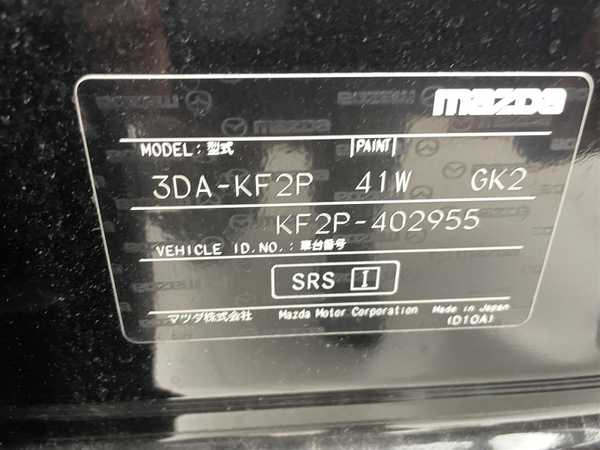 mazda
MODEL: 型式 PAINT
3DA-KF2P 41W GK2
KF2P-402955
VEHICLE ID.NO.: 車台番号
SRS I
マツダ株式会社 Mazda Motor Corporation Made in Japan
(D10A)